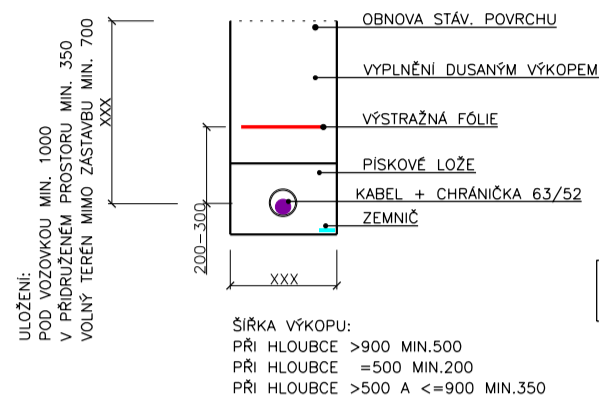 OBNOVA STÁV. POVRCHU
VYPLNĚNÍ DUSANÝM VÝKOPEM
VÝSTRAŽNÁ FÓLIE
PÍSKOVÉ LOŽE
KABEL + CHRÁNIČKA 63/52
ZEMNIČ
ULOŽENÍ:
POD VOZOVKOU MIN. 1000
V PŘIDRUŽENÉM PROSTORU MIN. 350
VOLNÝ TERÉN MIMO ZÁSTAVBU MIN. 700
XXX
200-300
XXX
ŠÍŘKA VÝKOPU:
PŘI HLOUBCE >900 MIN.500
PŘI HLOUBCE =500 MIN.200
PŘI HLOUBCE >500 A <=900 MIN.350